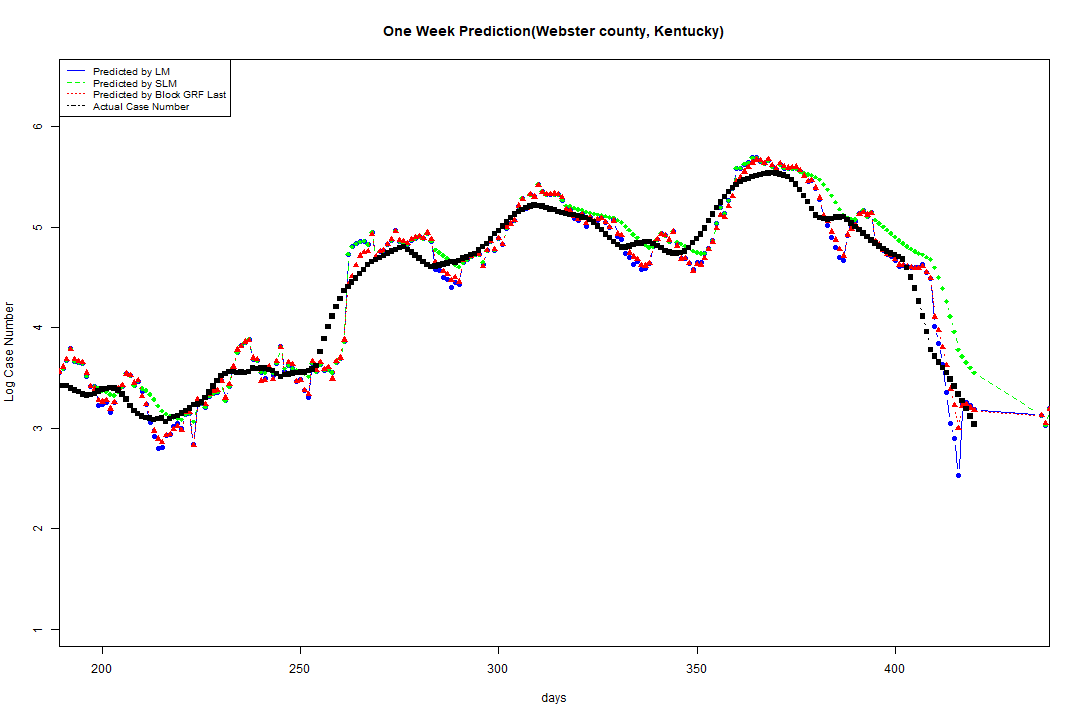 One Week Prediction(Webster county, Kentucky)
Predicted by LM
Predicted by SLM
Predicted by Block GRF Last
Actual Case Number
6
5
4
3
2
1
Log Case Number
200 250 300 350 400
days